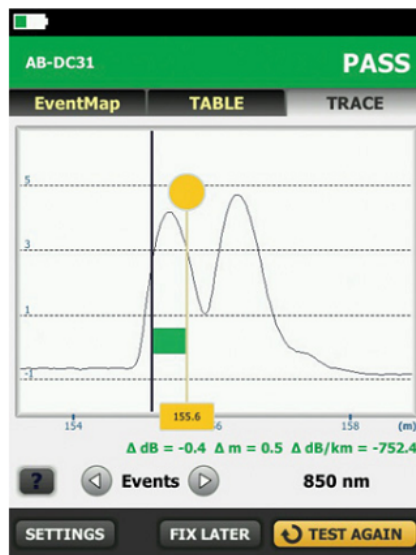 AB-DC31 PASS
EventMap TABLE TRACE
5
3
1
-1
155.6
154 6 158 (m)
Δ dB = -0.4 Δ m = 0.5 Δ dB/km = -752.4
? Events 850 nm
SETTINGS FIX LATER TEST AGAIN